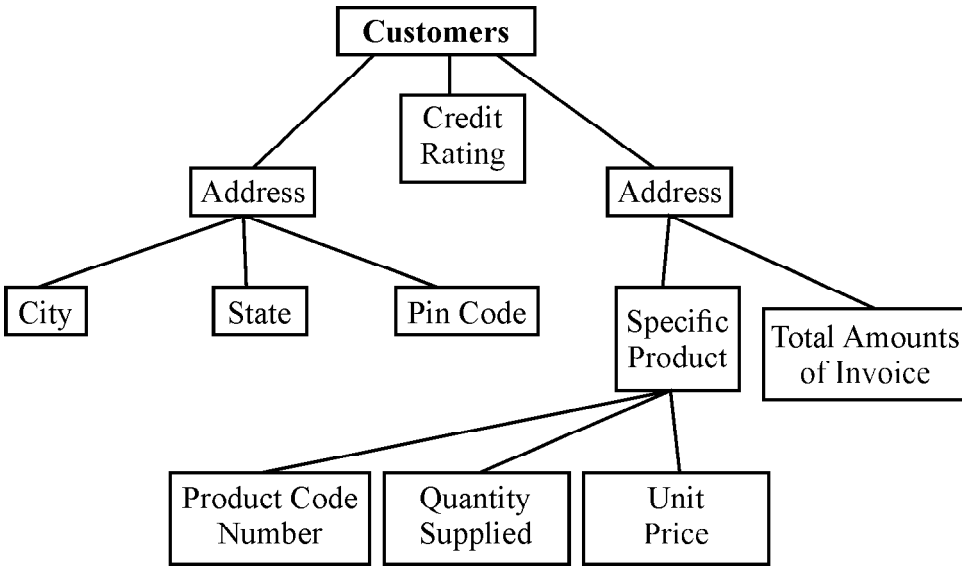 Customers
Credit
Rating
Address
Address
City
State
Pin Code
Specific
Product
Total Amounts
of Invoice
Product Code
Number
Quantity
Supplied
Unit
Price